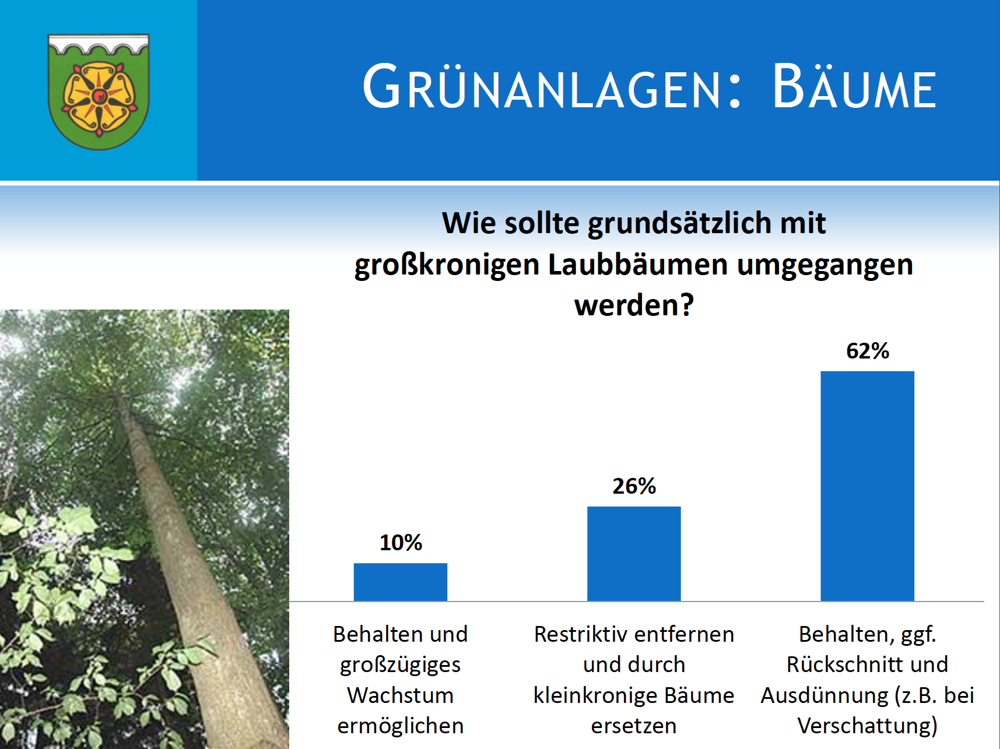 GRÜNANLAGEN: BÄUME
Wie sollte grundsätzlich mit
großkronigen Laubbäumen umgegangen
werden?
62%
26%
10%
Behalten und
großzügiges
Wachstum
ermöglichen
Restriktiv entfernen
und durch
kleinkronige Bäume
ersetzen
Behalten, ggf.
Rückschnitt und
Ausdünnung (z.B. bei
Verschattung)